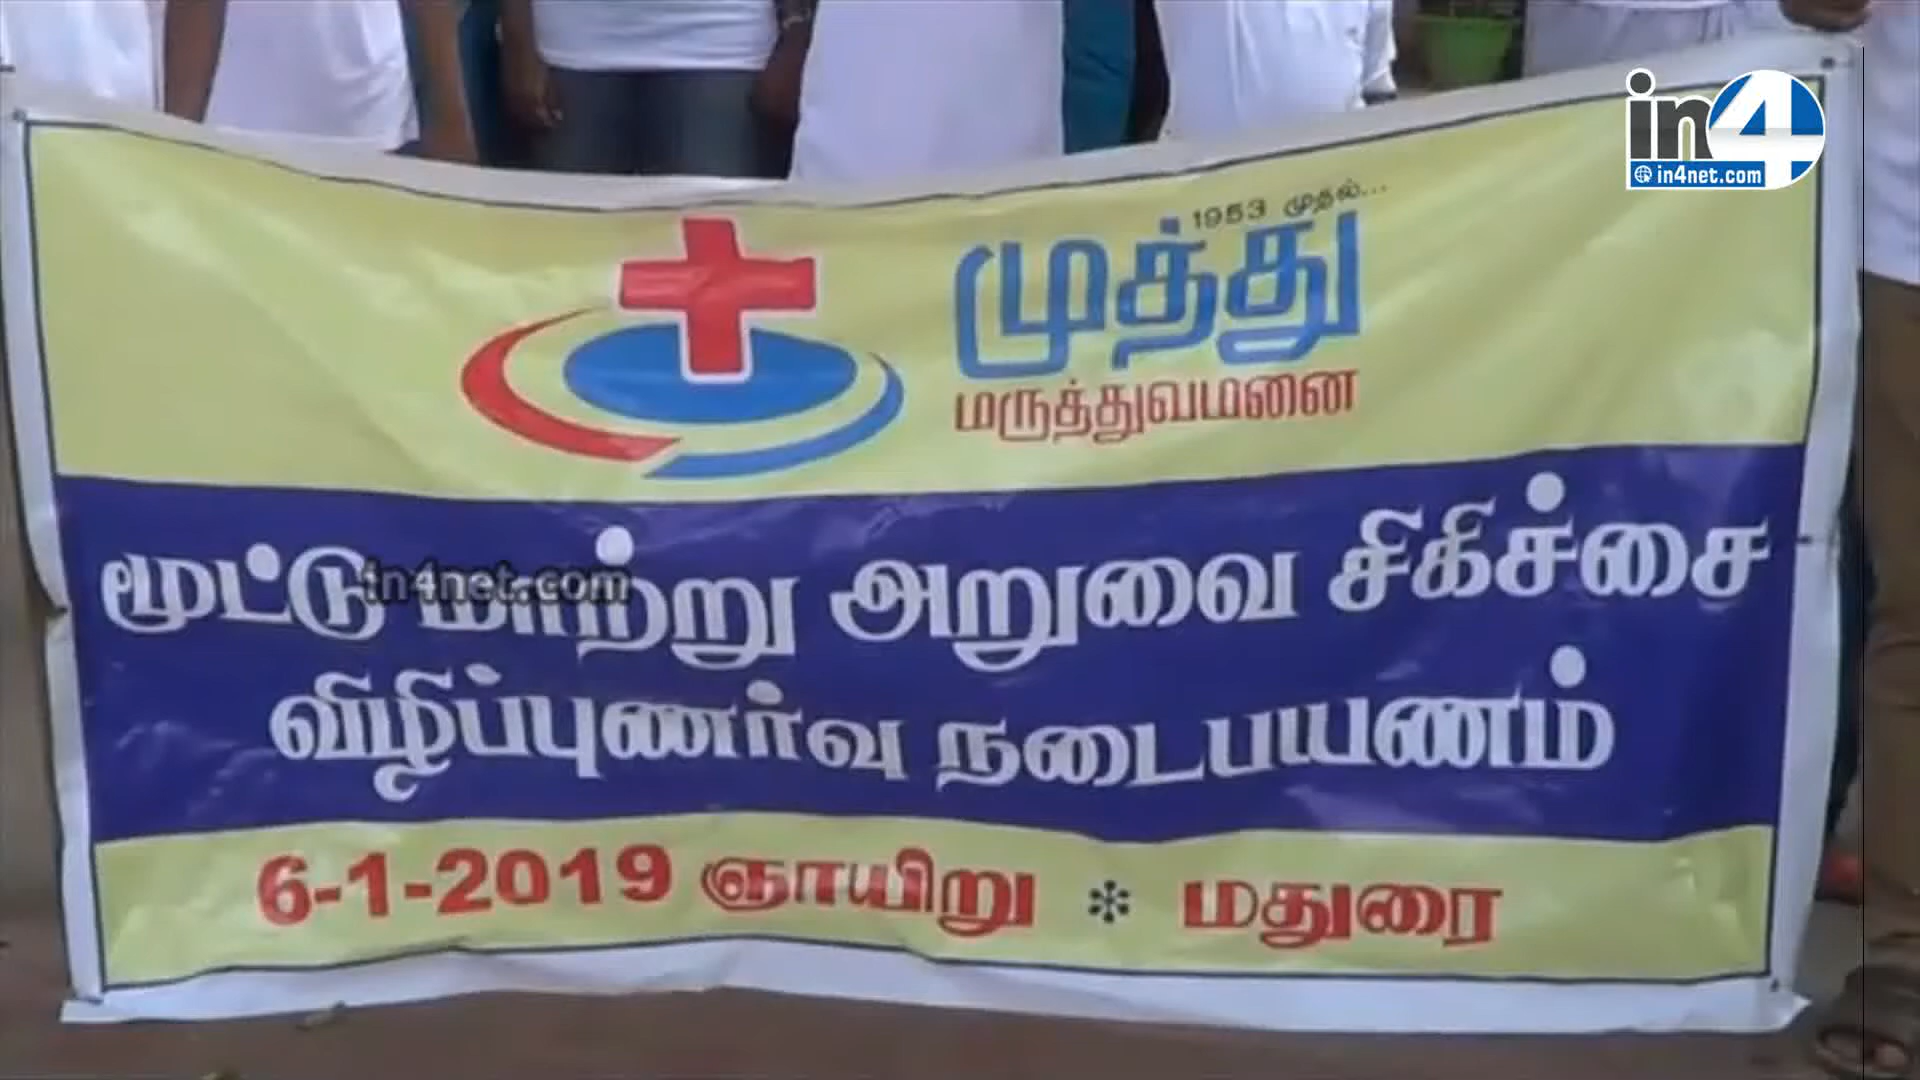 in4
in4net.com
1953 முதல்...
முத்து
மருத்துவமனை
மூட்டு மாற்று அறுவை சிகிச்சை
in4net.com
விழிப்புணர்வு நடைபயணம்
6-1-2019 ஞாயிறு * மதுரை